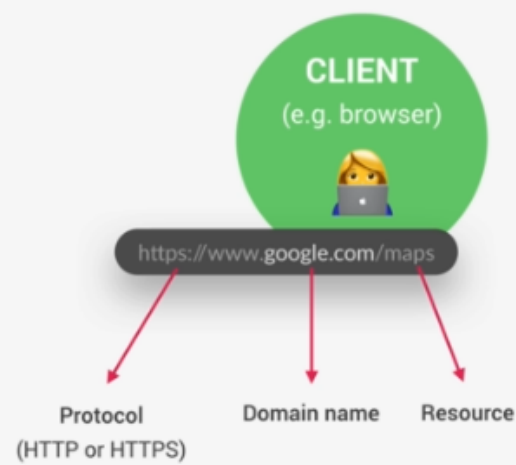 CLIENT
(e.g. browser)
https://www.google.com/maps
Protocol
(HTTP or HTTPS)
Domain name
Resource